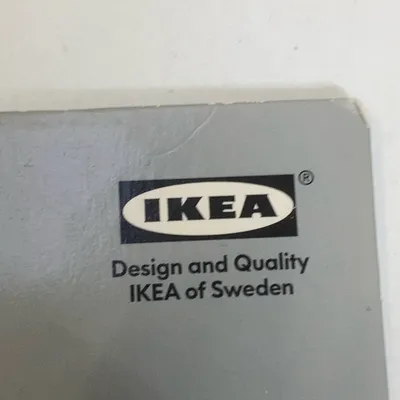 IKEA®
Design and Quality
IKEA of Sweden